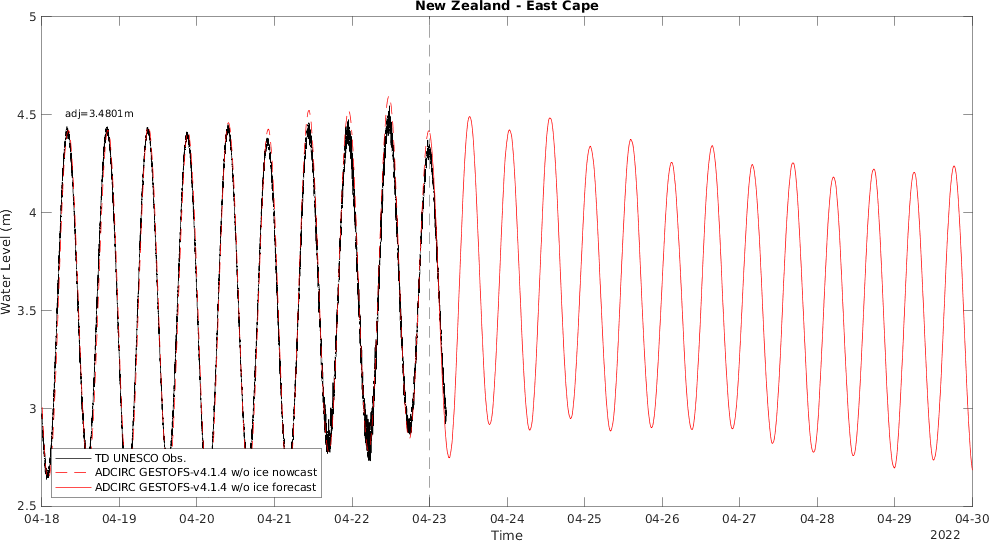 New Zealand - East Cape
5
4.5
4
3.5
3
2.5
Water Level (m)
adj=3.4801m
TD UNESCO Obs.
ADCIRC GESTOFS-v4.1.4 w/o ice nowcast
ADCIRC GESTOFS-v4.1.4 w/o ice forecast
04-18 04-19 04-20 04-21 04-22 04-23 04-24 04-25 04-26 04-27 04-28 04-29 04-30
Time
2022